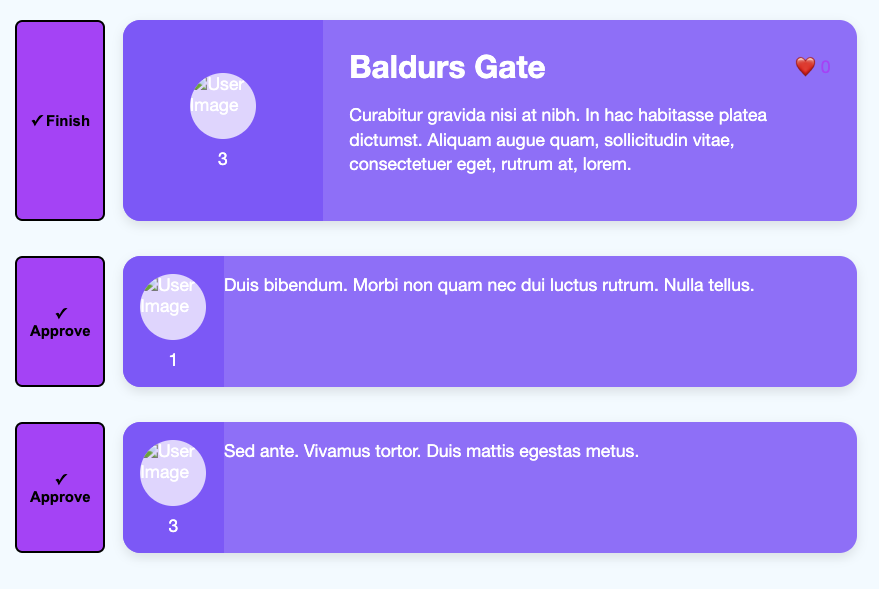 ✓ Finish
User
Image
3
Baldurs Gate
❤️ 0
Curabitur gravida nisi at nibh. In hac habitasse platea
dictumst. Aliquam augue quam, sollicitudin vitae,
consectetuer eget, rutrum at, lorem.
✓
Approve
User
Image
1
Duis bibendum. Morbi non quam nec dui luctus rutrum. Nulla tellus.
✓
Approve
User
Image
3
Sed ante. Vivamus tortor. Duis mattis egestas metus.